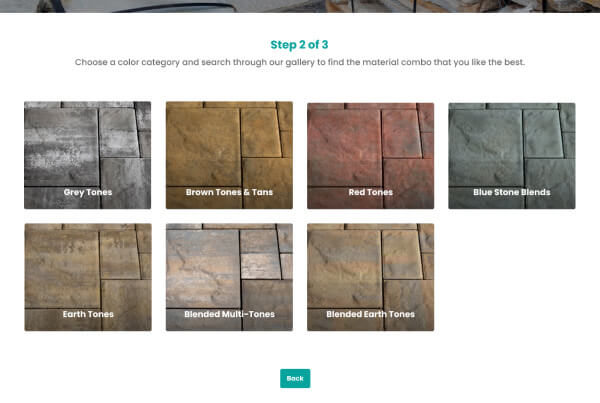 Step 2 of 3
Choose a color category and search through our gallery to find the material combo that you like the best.
Grey Tones
Brown Tones & Tans
Red Tones
Blue Stone Blends
Earth Tones
Blended Multi-Tones
Blended Earth Tones
Back